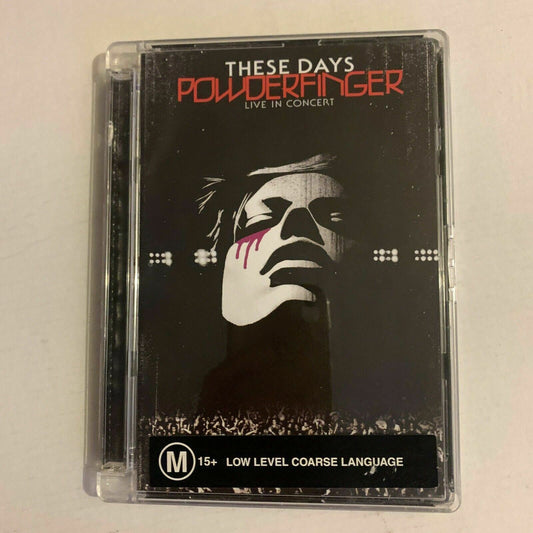 THESE DAYS
POWDERFINGER
LIVE IN CONCERT
M 15+ LOW LEVEL COARSE LANGUAGE